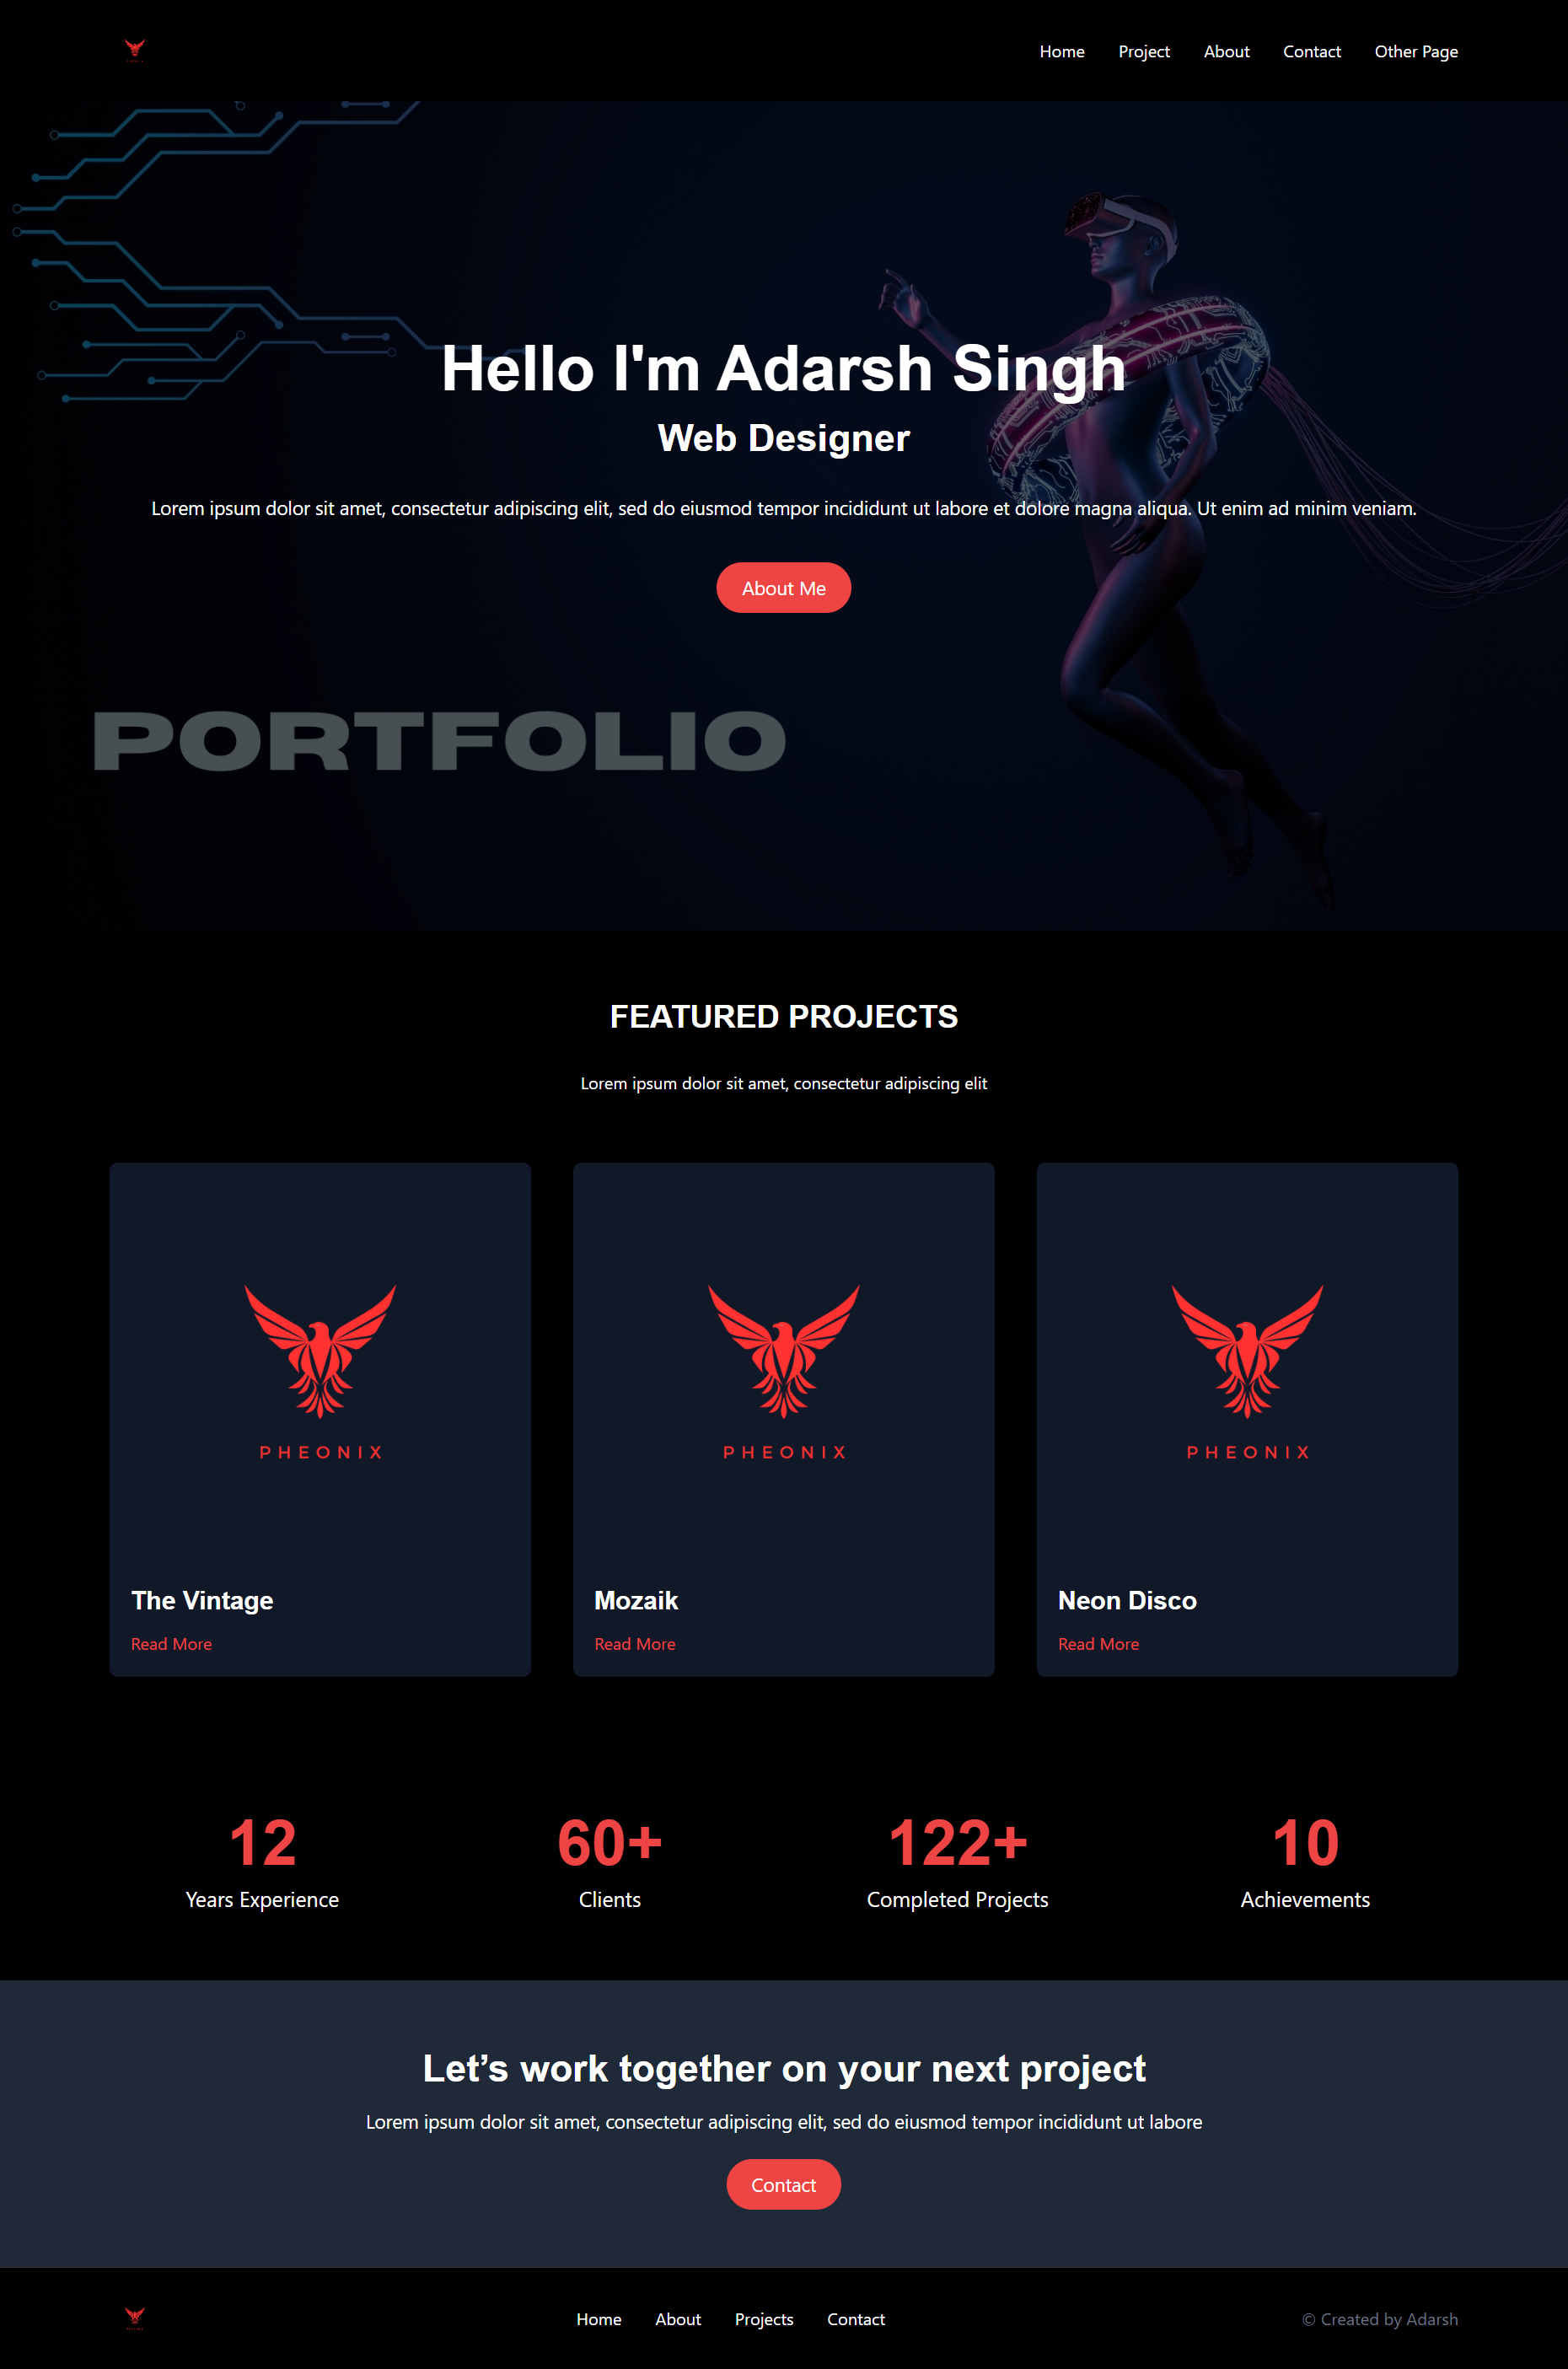 Home Project About Contact Other Page
Hello I'm Adarsh Singh
Web Designer
Lorem ipsum dolor sit amet, consectetur adipiscing elit, sed do eiusmod tempor incididunt ut labore et dolore magna aliqua. Ut enim ad minim veniam.
About Me
PORTFOLIO
FEATURED PROJECTS
Lorem ipsum dolor sit amet, consectetur adipiscing elit
PHEONIX
The Vintage
Read More
PHEONIX
Mozaik
Read More
PHEONIX
Neon Disco
Read More
12
Years Experience
60+
Clients
122+
Completed Projects
10
Achievements
Let’s work together on your next project
Lorem ipsum dolor sit amet, consectetur adipiscing elit, sed do eiusmod tempor incididunt ut labore
Contact
Home About Projects Contact
© Created by Adarsh